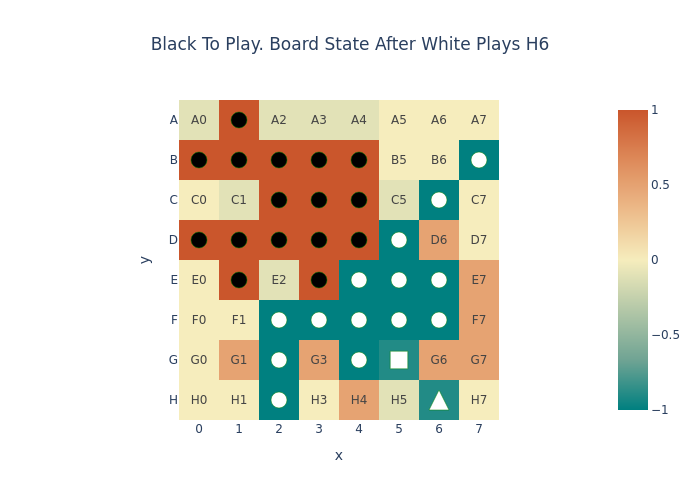 Black To Play. Board State After White Plays H6
A A0 A2 A3 A4 A5 A6 A7
B B5 B6
C C0 C1 C5 C7
D D6 D7
E E0 E2 E7
F F0 F1 F7
G G0 G1 G3 G6 G7
H H0 H1 H3 H4 H5 H7
0 1 2 3 4 5 6 7
x
y
1
0.5
0
−0.5
−1